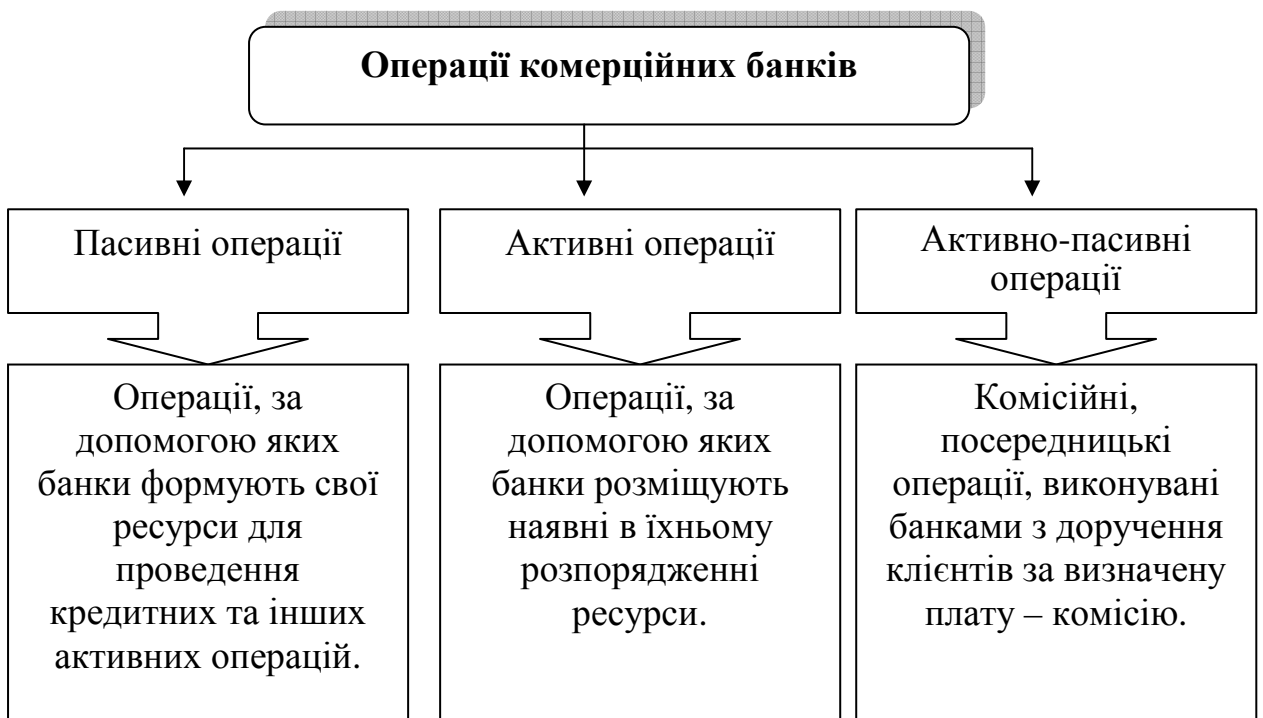 Операції комерційних банків
Пасивні операції
Операції, за
допомогою яких
банки формують свої
ресурси для
проведення
кредитних та інших
активних операцій.
Активні операції
Операції, за
допомогою яких
банки розміщують
наявні в їхньому
розпорядженні
ресурси.
Активно-пасивні
операції
Комісійні,
посередницькі
операції, виконувані
банками з доручення
клієнтів за визначену
плату – комісію.